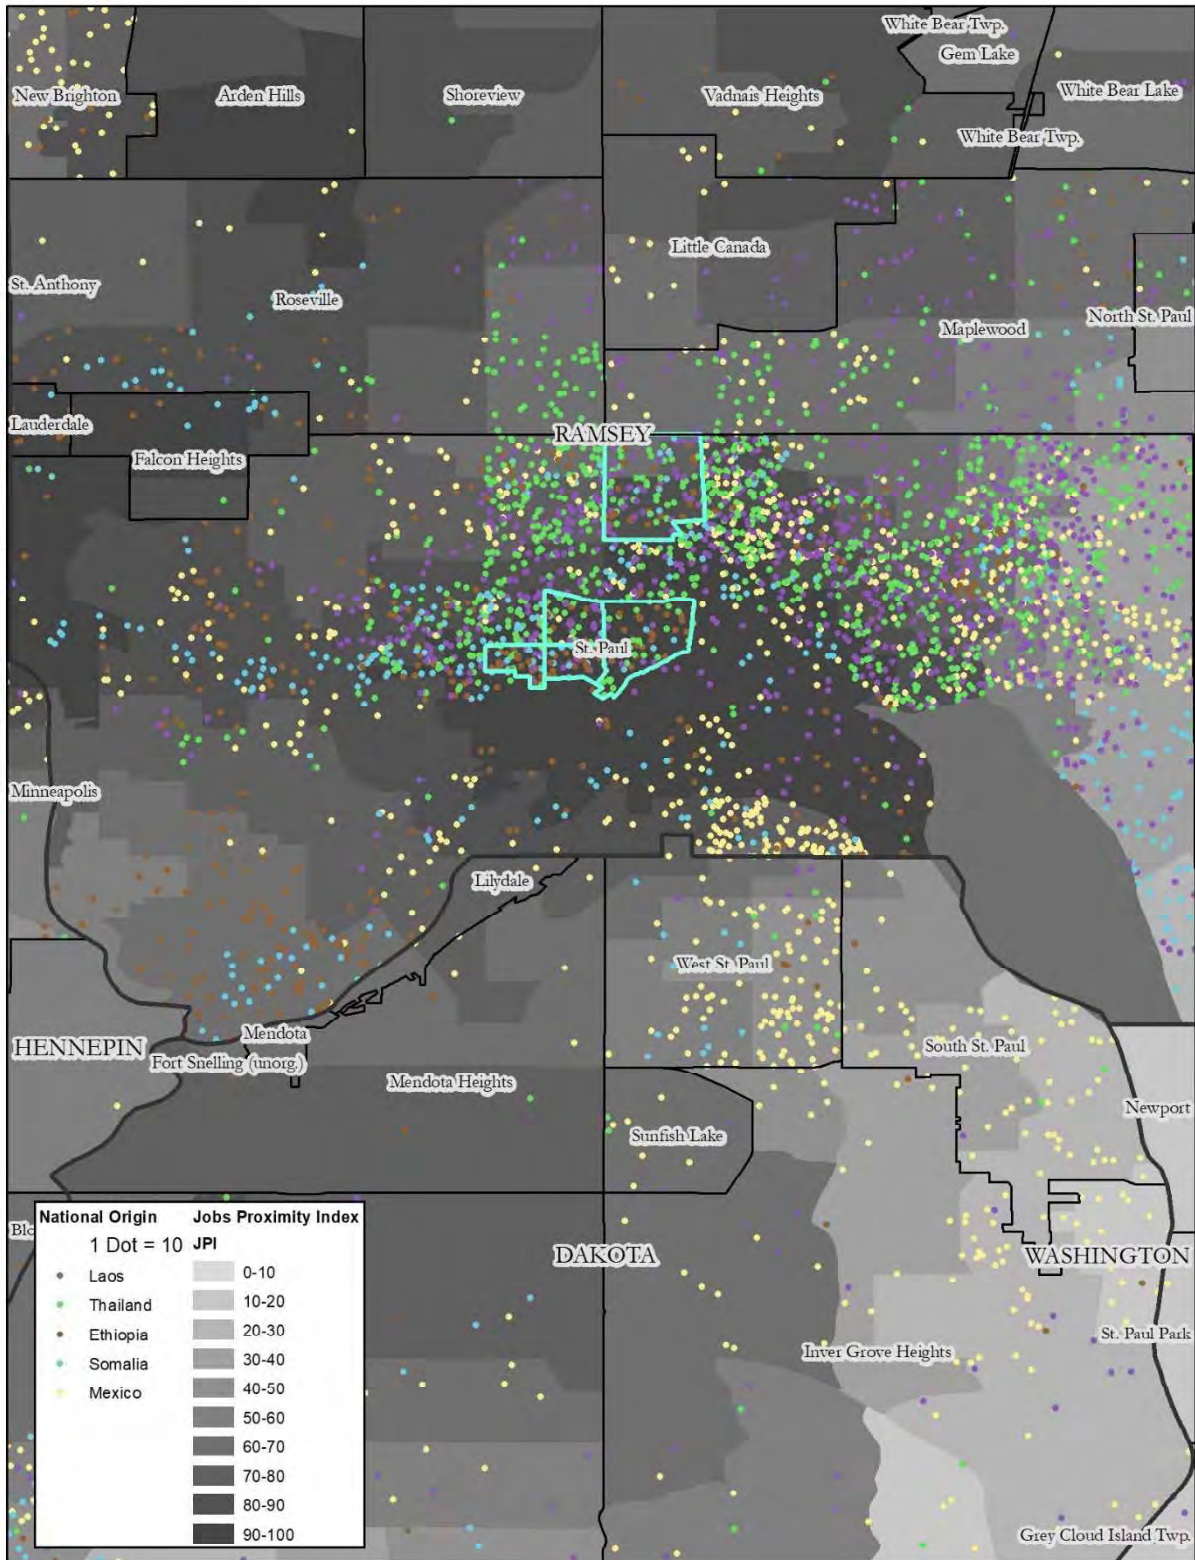 White Bear Twp.
Gem Lake
New Brighton
Arden Hills
Shoreview
Vadnais Heights
White Bear Lake
White Bear Twp.
Little Canada
St. Anthony
Roseville
North St. Paul
Maplewood
Lauderdale
RAMSEY
Falcon Heights
St. Paul
Minneapolis
Lilydale
West St. Paul
Mendota
HENNEPIN
Fort Snelling (unorg.)
South St. Paul
Mendota Heights
Newport
Sunfish Lake
Blo
DAKOTA
WASHINGTON
St. Paul Park
Inver Grove Heights
Grey Cloud Island Twp.
National Origin
1 Dot = 10
Laos
Thailand
Ethiopia
Somalia
Mexico
Jobs Proximity Index
JPI
0-10
10-20
20-30
30-40
40-50
50-60
60-70
70-80
80-90
90-100